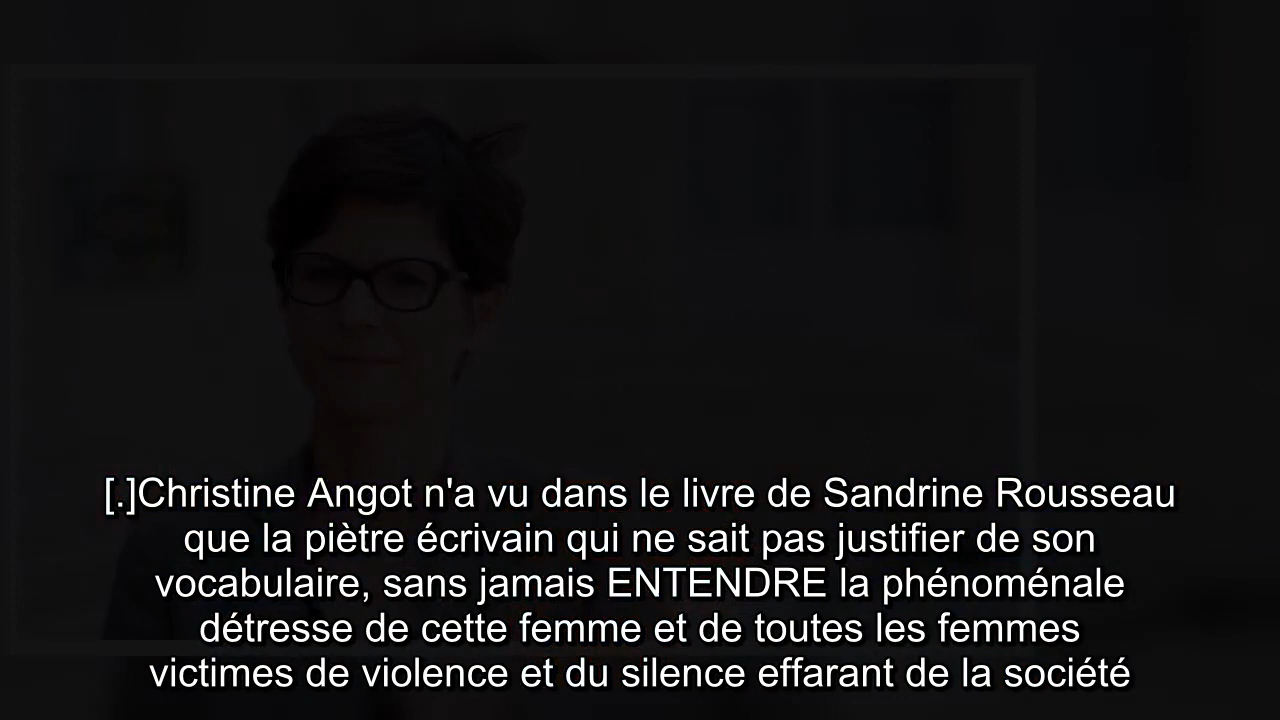 [.]Christine Angot n'a vu dans le livre de Sandrine Rousseau
que la piètre écrivain qui ne sait pas justifier de son
vocabulaire, sans jamais ENTENDRE la phénoménale
détresse de cette femme et de toutes les femmes
victimes de violence et du silence effarant de la société